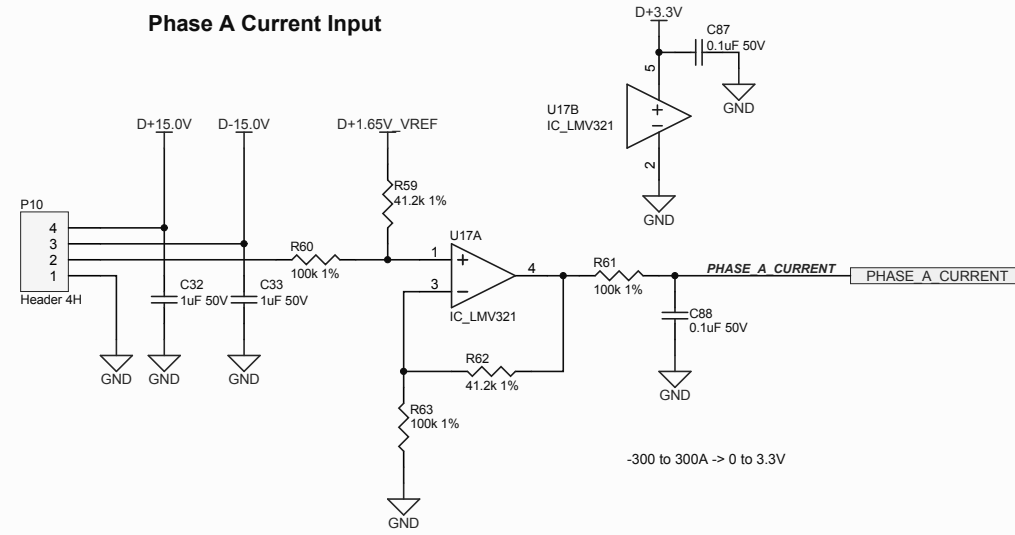 Phase A Current Input
D+3.3V
C87
0.1uF 50V
5
GND
U17B
IC_LMV321
2
GND
D+15.0V
D-15.0V
D+1.65V_VREF
R59
41.2k 1%
P10
4
3
2
1
Header 4H
R60
100k 1%
U17A
1
3
4
IC_LMV321
R61
100k 1%
PHASE_A_CURRENT
PHASE_A_CURRENT
C32
1uF 50V
C33
1uF 50V
C88
0.1uF 50V
GND
GND
GND
GND
R62
41.2k 1%
R63
100k 1%
GND
-300 to 300A -> 0 to 3.3V